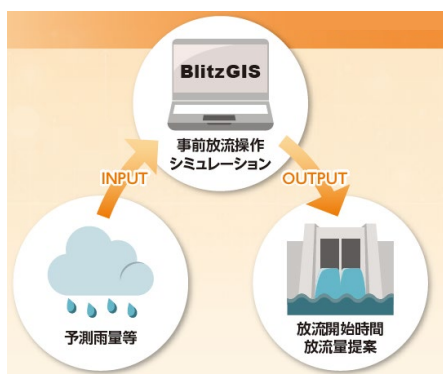 BlitzGIS
事前放流操作
シミュレーション
INPUT
OUTPUT
予測雨量等
放流開始時間
放流量提案